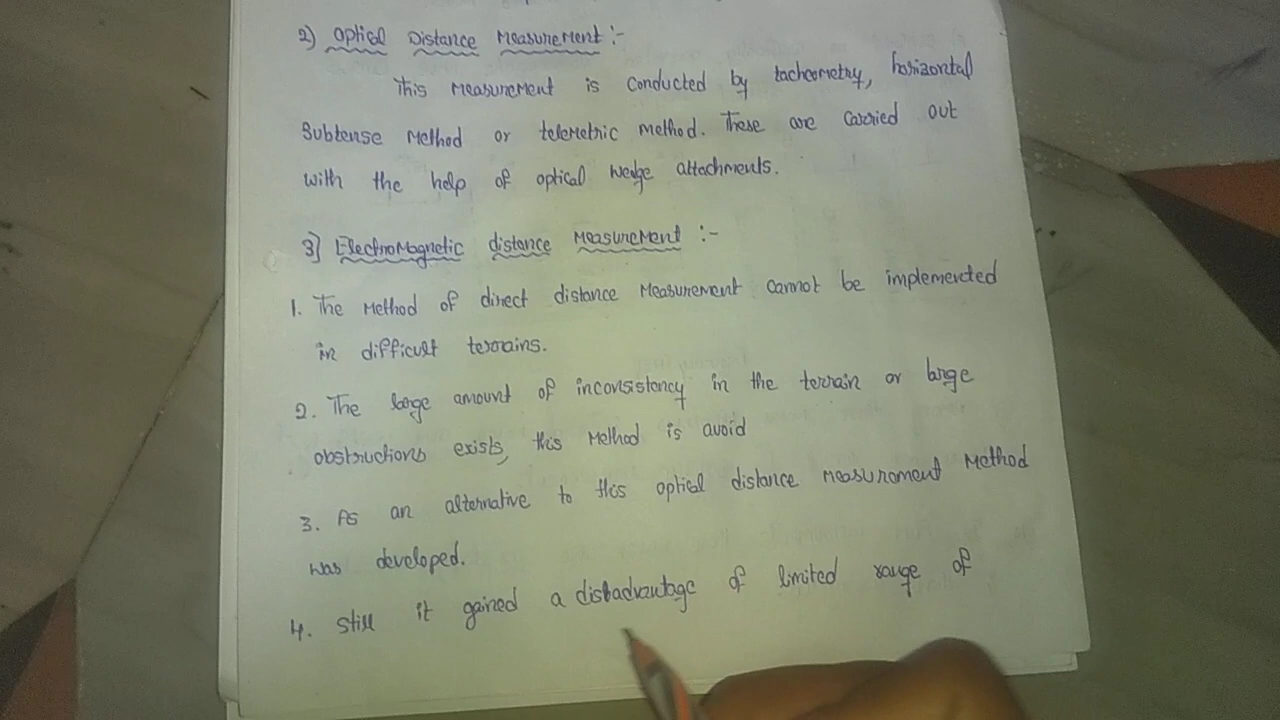 2) Optical Distance Measurement :-
This measurement is conducted by tacheometry, horizontal
Subtense method or telemetric method. These are carried out
with the help of optical wedge attachments.
3] Electromagnetic distance measurement :-
1. The method of direct distance measurement cannot be implemented
in difficult terrains.
2. The large amount of inconsistency in the terrain or large
obstructions exists, this method is avoid
3. As an alternative to this optical distance measurement method
was developed.
4. Still it gained a disadvantage of limited range of